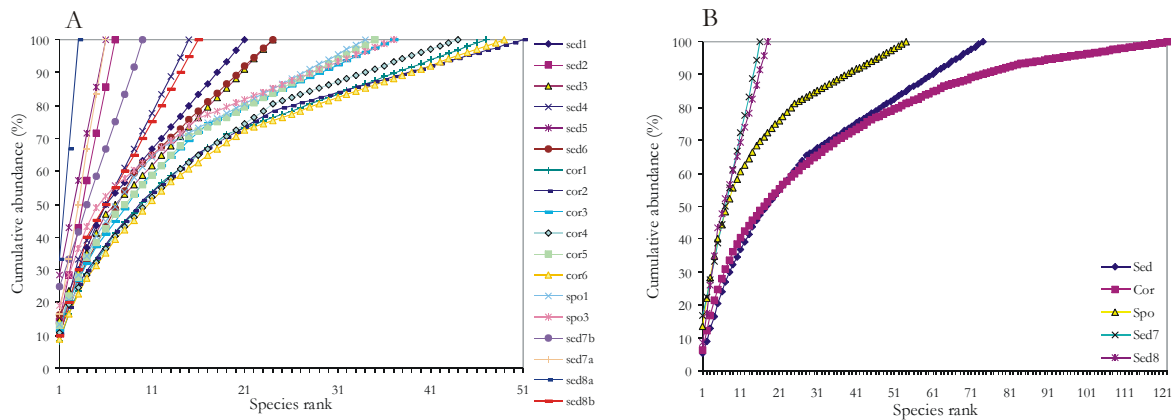 A
Cumulative abundance (%)
100
90
80
70
60
50
40
30
20
10
0
1 11 21 31 41 51
Species rank
sed1
sed2
sed3
sed4
sed5
sed6
cor1
cor2
cor3
cor4
cor5
cor6
spo1
spo3
sed7b
sed7a
sed8a
sed8b
B
Cumulative abundance (%)
100
90
80
70
60
50
40
30
20
10
0
1 11 21 31 41 51 61 71 81 91 101 111 121
Species rank
Sed
Cor
Spo
Sed7
Sed8